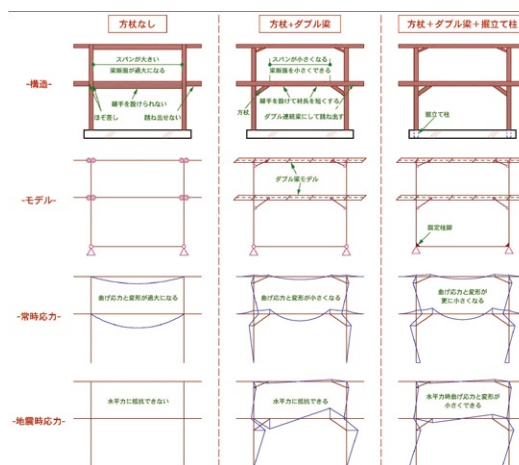 方杖なし
方杖+ダブル梁
方杖+ダブル梁+掘立て柱
-構造-
スパンが大きい
梁断面が過大になる
継手を設けられない
ほぞ差し
跳ね出せない
スパンが小さくなる
梁断面を小さくできる
方杖
継手を設けて材長を短くする
ダブル連続梁にして跳ね出す
掘立て柱
-モデル-
ダブル梁モデル
固定柱脚
-常時応力-
曲げ応力と変形が過大になる
曲げ応力と変形が小さくなる
曲げ応力と変形が
更に小さくなる
-地震時応力-
水平力に抵抗できない
水平力に抵抗できる
水平力時曲げ応力と変形が
小さくできる